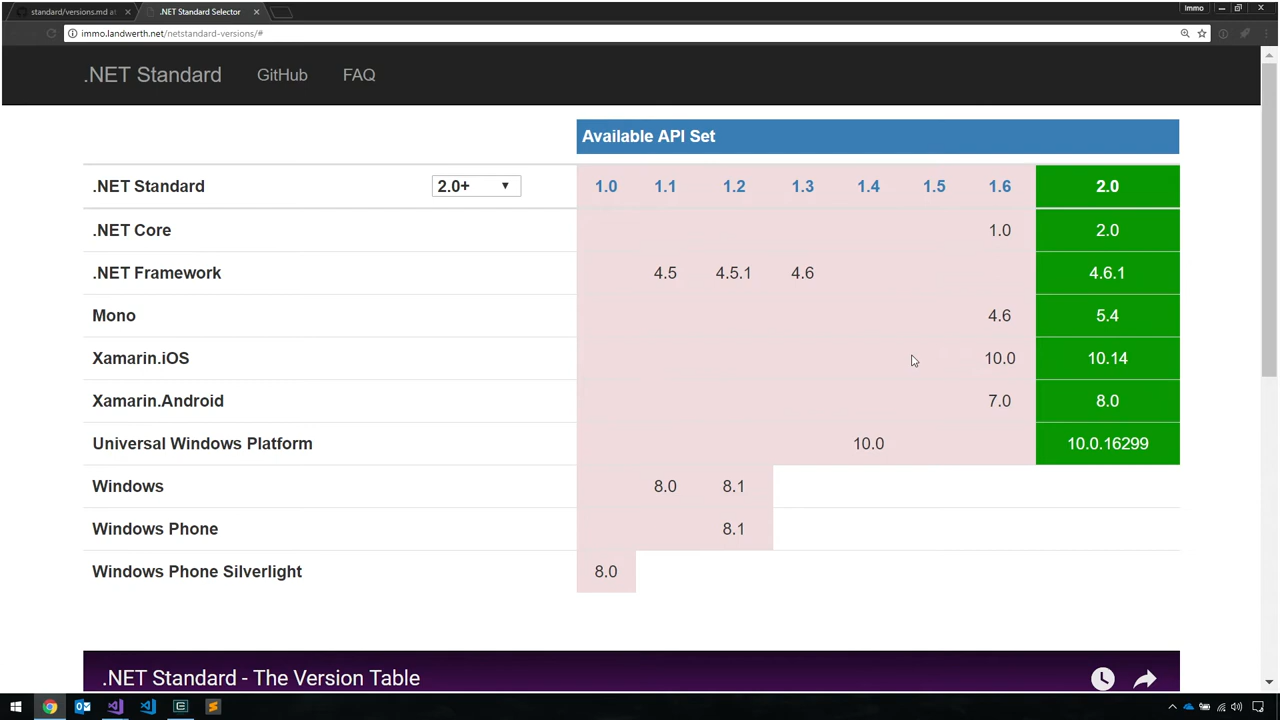 standard/versions.md at
.NET Standard Selector
Immo
immo.landwerth.net/netstandard-versions/#
.NET Standard GitHub FAQ
Available API Set
.NET Standard 2.0+ 1.0 1.1 1.2 1.3 1.4 1.5 1.6 2.0
.NET Core 1.0 2.0
.NET Framework 4.5 4.5.1 4.6 4.6.1
Mono 4.6 5.4
Xamarin.iOS 10.0 10.14
Xamarin.Android 7.0 8.0
Universal Windows Platform 10.0 10.0.16299
Windows 8.0 8.1
Windows Phone 8.1
Windows Phone Silverlight 8.0
.NET Standard - The Version Table